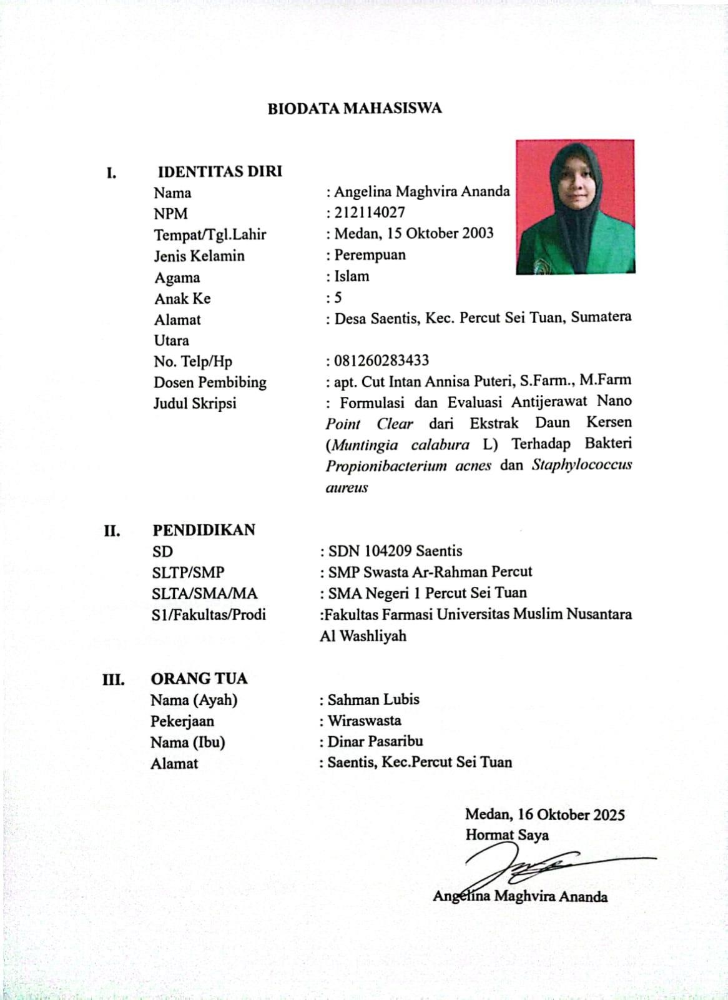 BIODATA MAHASISWA
I. IDENTITAS DIRI
Nama : Angelina Maghvira Ananda
NPM : 212114027
Tempat/Tgl.Lahir : Medan, 15 Oktober 2003
Jenis Kelamin : Perempuan
Agama : Islam
Anak Ke : 5
Alamat : Desa Saentis, Kec. Percut Sei Tuan, Sumatera
Utara
No. Telp/Hp : 081260283433
Dosen Pembibing : apt. Cut Intan Annisa Puteri, S.Farm., M.Farm
Judul Skripsi : Formulasi dan Evaluasi Antijerawat Nano
Point Clear dari Ekstrak Daun Kersen
(Muntingia calabura L) Terhadap Bakteri
Propionibacterium acnes dan Staphylococcus
aureus
II. PENDIDIKAN
SD : SDN 104209 Saentis
SLTP/SMP : SMP Swasta Ar-Rahman Percut
SLTA/SMA/MA : SMA Negeri 1 Percut Sei Tuan
S1/Fakultas/Prodi :Fakultas Farmasi Universitas Muslim Nusantara
Al Washliyah
III. ORANG TUA
Nama (Ayah) : Sahman Lubis
Pekerjaan : Wiraswasta
Nama (Ibu) : Dinar Pasaribu
Alamat : Saentis, Kec.Percut Sei Tuan
Medan, 16 Oktober 2025
Hormat Saya
Angelina Maghvira Ananda